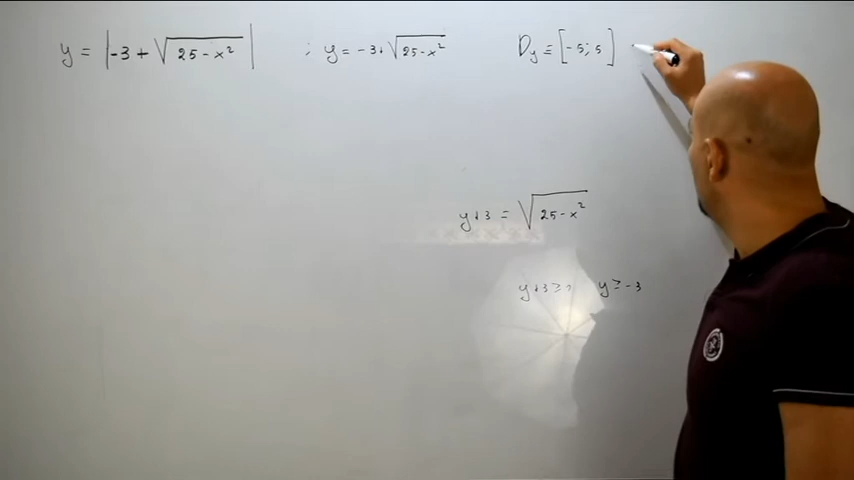 y = |-3 + √(25 - x²)| ; y = -3 + √(25 - x²) Dy ≡ [-5; 5]
y + 3 = √(25 - x²)
y + 3 ≥ 0 y ≥ -3